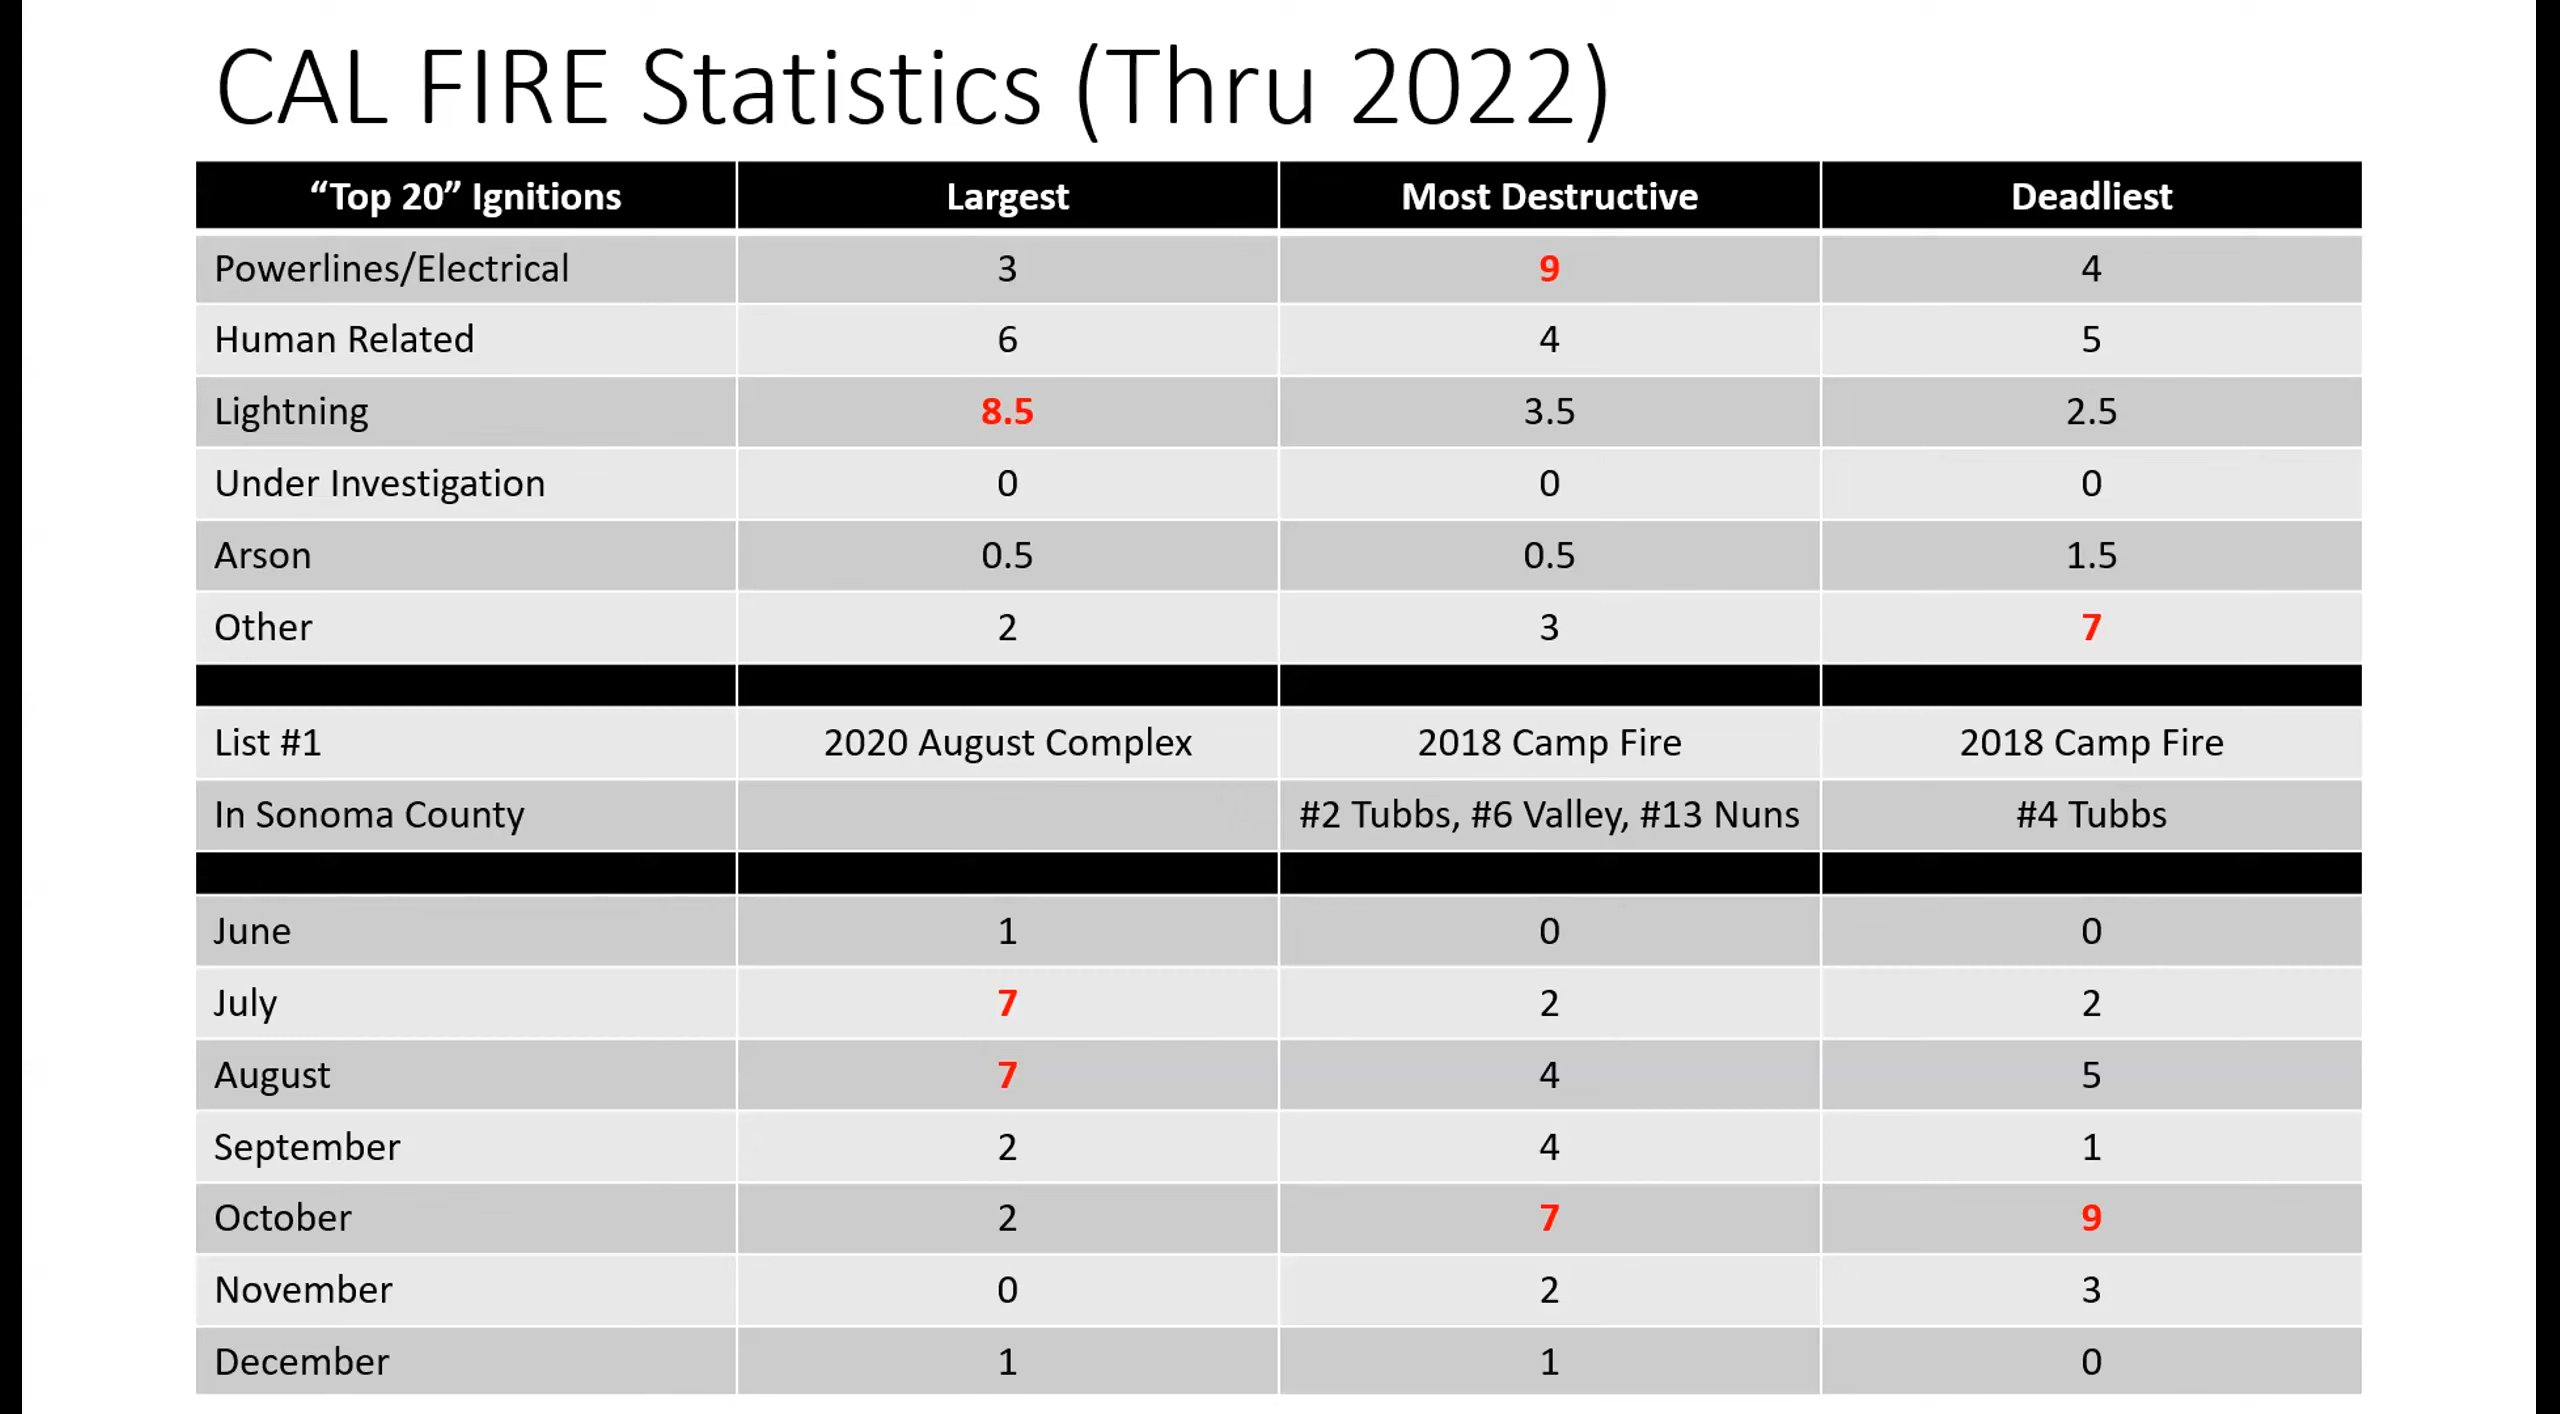 CAL FIRE Statistics (Thru 2022)
“Top 20” Ignitions Largest Most Destructive Deadliest
Powerlines/Electrical 3 9 4
Human Related 6 4 5
Lightning 8.5 3.5 2.5
Under Investigation 0 0 0
Arson 0.5 0.5 1.5
Other 2 3 7
List #1 2020 August Complex 2018 Camp Fire 2018 Camp Fire
In Sonoma County #2 Tubbs, #6 Valley, #13 Nuns #4 Tubbs
June 1 0 0
July 7 2 2
August 7 4 5
September 2 4 1
October 2 7 9
November 0 2 3
December 1 1 0